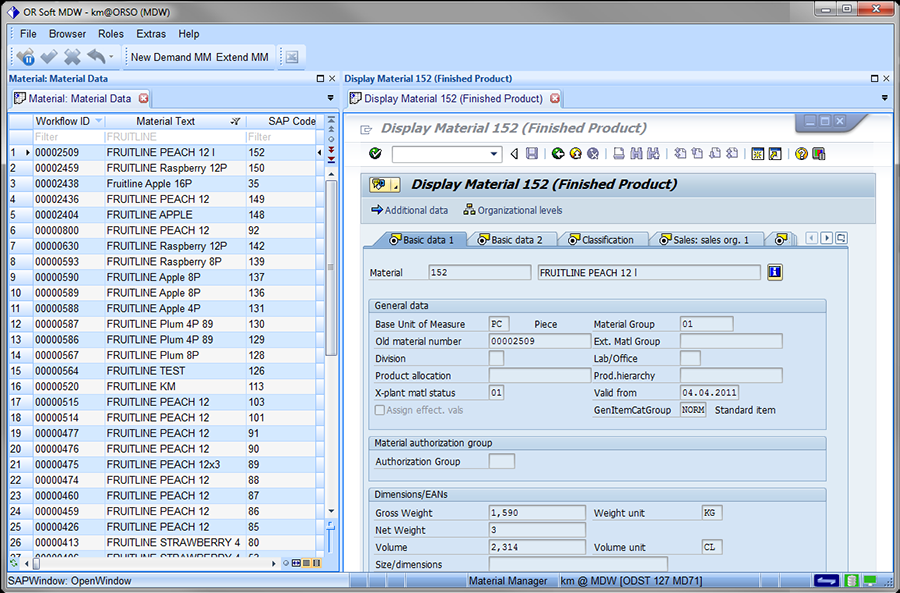 OR Soft MDW - km@ORSO (MDW)
File Browser Roles Extras Help
New Demand MM Extend MM
Material: Material Data
Material: Material Data
Workflow ID Material Text SAP Code
Filter FRUITLINE Filter
1 00002509 FRUITLINE PEACH 12 l 152
2 00002459 FRUITLINE Raspberry 12P 150
3 00002438 Fruitline Apple 16P 35
4 00002436 FRUITLINE PEACH 12 149
5 00002404 FRUITLINE APPLE 148
6 00000800 FRUITLINE PEACH 12 92
7 00000630 FRUITLINE Raspberry 12P 142
8 00000593 FRUITLINE Raspberry 8P 139
9 00000590 FRUITLINE Apple 8P 137
10 00000589 FRUITLINE Apple 8P 136
11 00000588 FRUITLINE Apple 4P 131
12 00000587 FRUITLINE Plum 4P 89 130
13 00000586 FRUITLINE Plum 4P 89 129
14 00000567 FRUITLINE Plum 8P 128
15 00000564 FRUITLINE TEST 126
16 00000520 FRUITLINE KM 113
17 00000515 FRUITLINE PEACH 12 103
18 00000514 FRUITLINE PEACH 12 101
19 00000477 FRUITLINE PEACH 12 91
20 00000476 FRUITLINE PEACH 12 90
21 00000475 FRUITLINE PEACH 12x3 89
22 00000474 FRUITLINE PEACH 12 88
23 00000460 FRUITLINE PEACH 12 87
24 00000459 FRUITLINE PEACH 12 86
25 00000426 FRUITLINE PEACH 12 85
26 00000413 FRUITLINE STRAWBERRY 4 80
Display Material 152 (Finished Product)
Display Material 152 (Finished Product)
Display Material 152 (Finished Product)
Display Material 152 (Finished Product)
Additional data Organizational levels
Basic data 1 Basic data 2 Classification Sales: sales org. 1
Material 152 FRUITLINE PEACH 12 l
General data
Base Unit of Measure PC Piece Material Group 01
Old material number 00002509 Ext. Matl Group
Division Lab/Office
Product allocation Prod.hierarchy
X-plant matl status 01 Valid from 04.04.2011
Assign effect. vals GenItemCatGroup NORM Standard item
Material authorization group
Authorization Group
Dimensions/EANs
Gross Weight 1,590 Weight unit KG
Net Weight 3
Volume 2,314 Volume unit CL
Size/dimensions
SAPWindow: OpenWindow Material Manager km @ MDW [ODST 127 MD71]